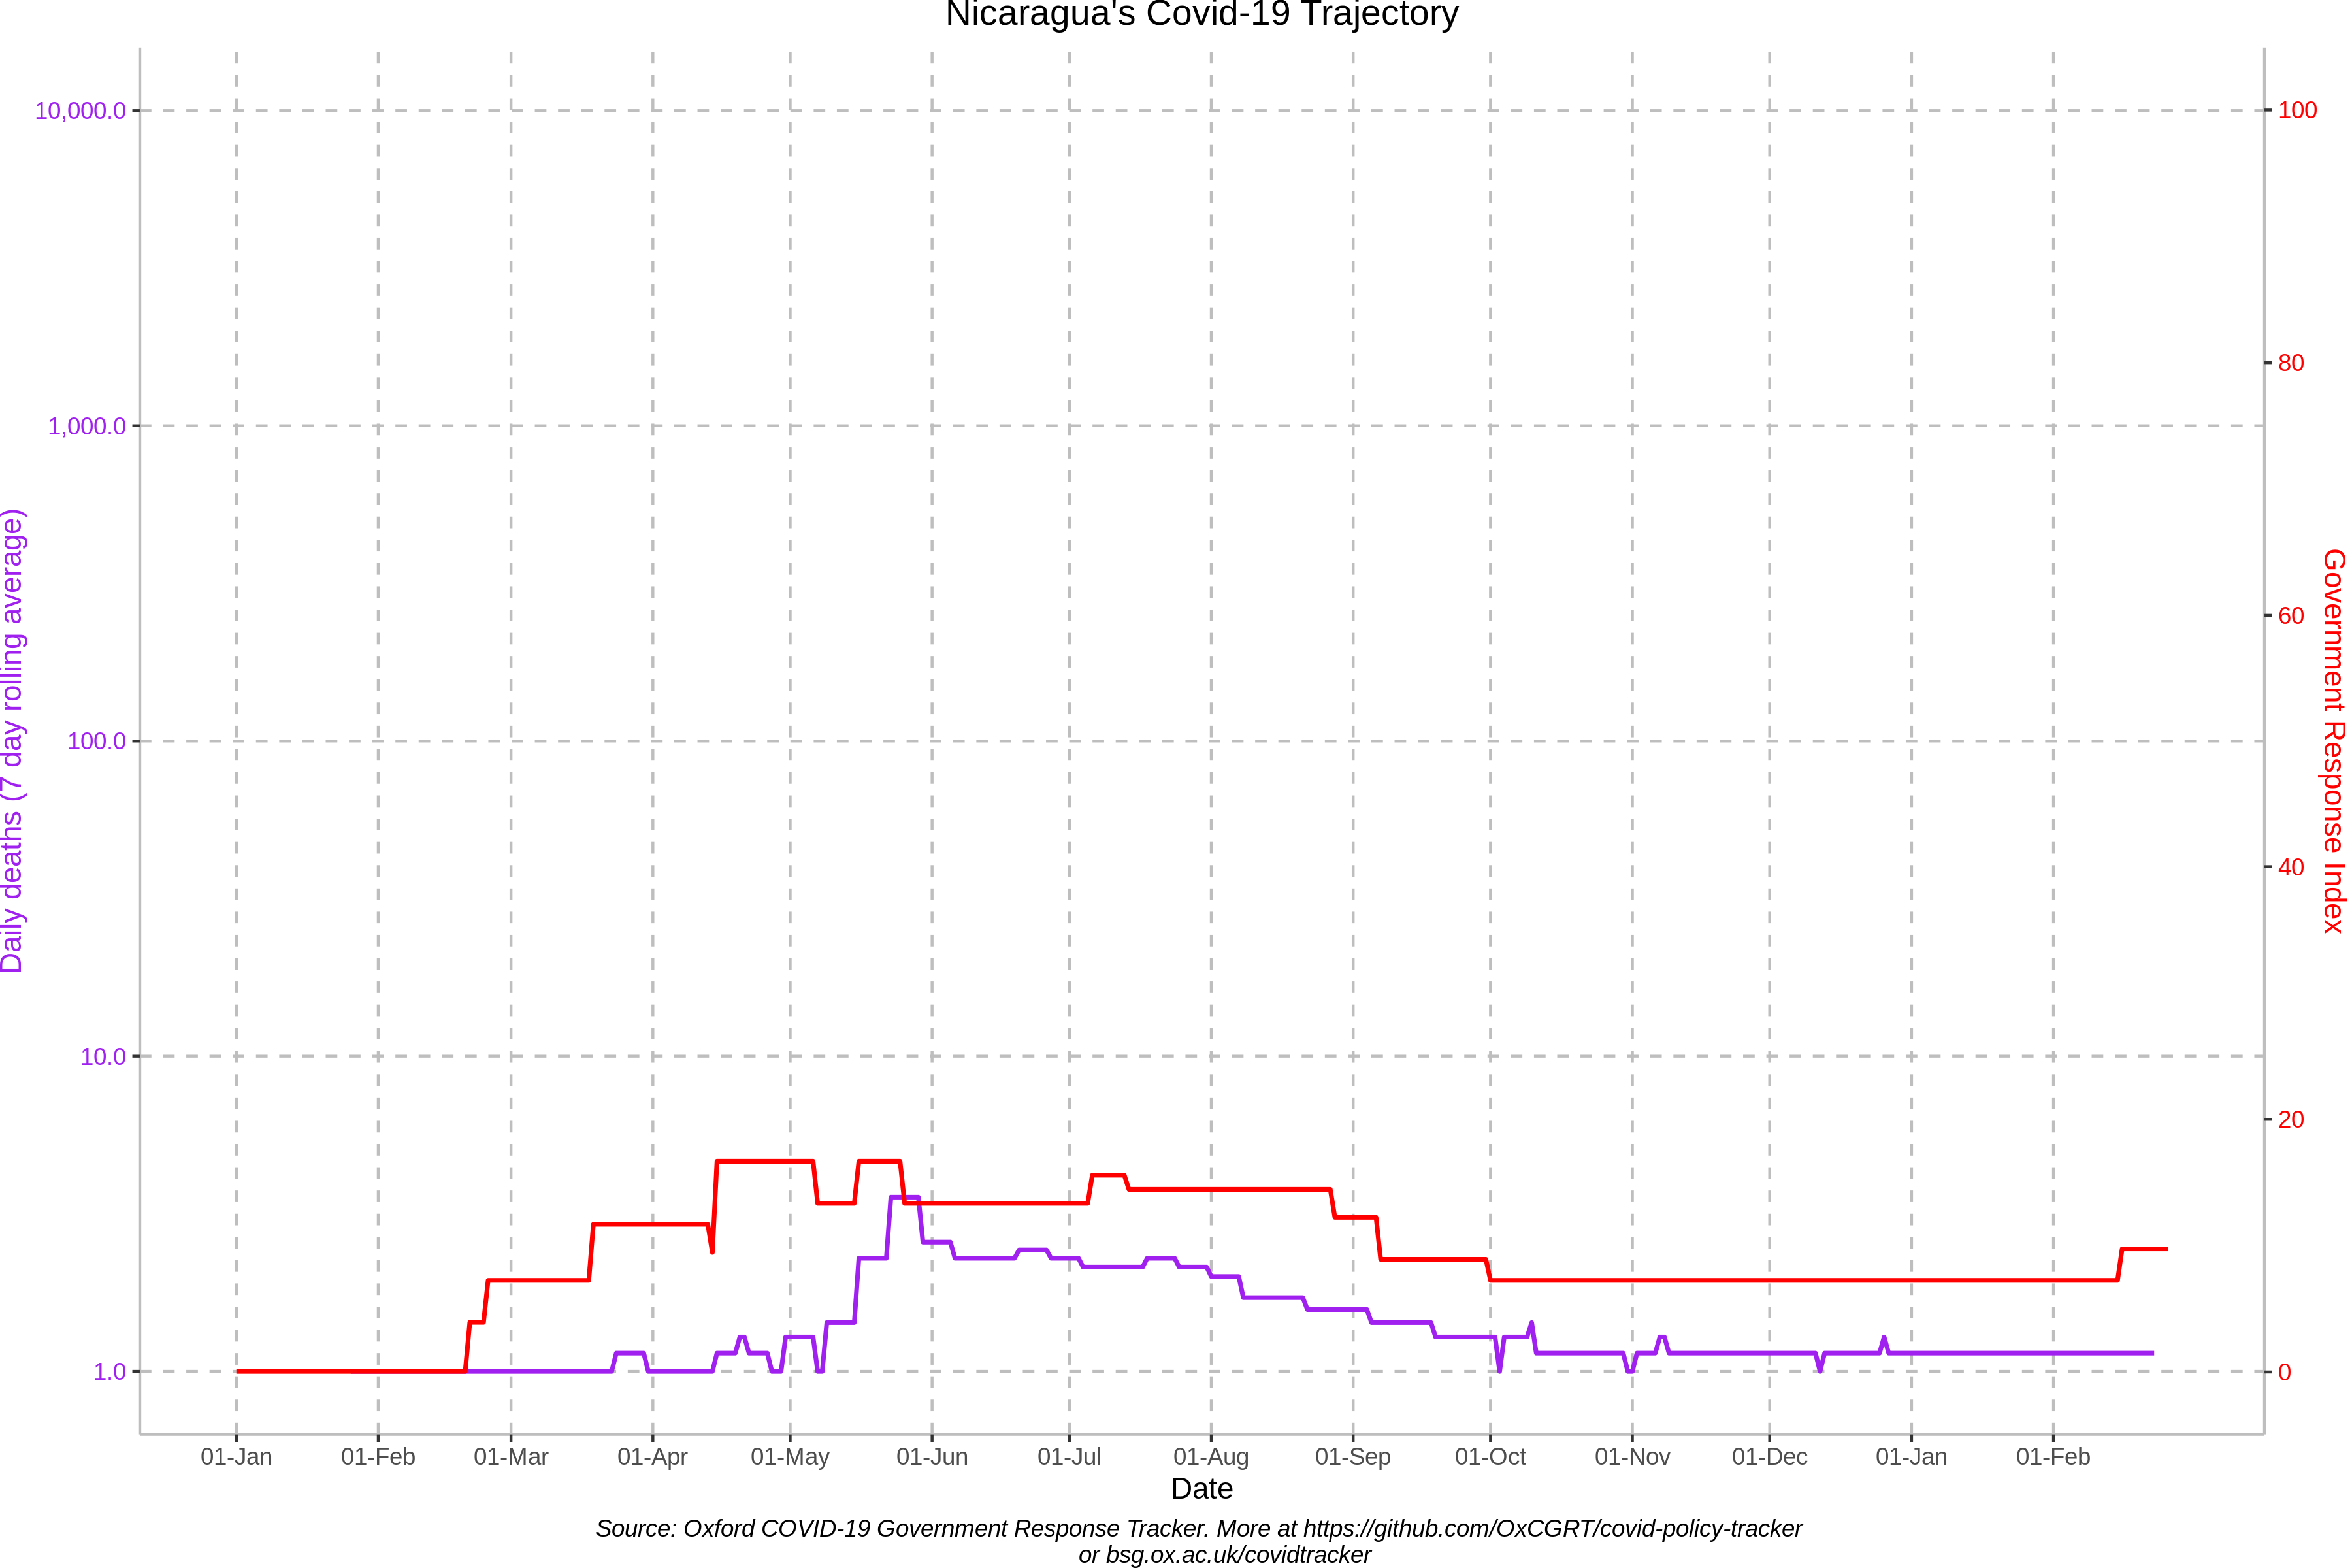 Nicaragua's Covid-19 Trajectory
10,000.0
1,000.0
100.0
10.0
1.0
Daily deaths (7 day rolling average)
100
80
60
40
20
0
Government Response Index
01-Jan 01-Feb 01-Mar 01-Apr 01-May 01-Jun 01-Jul 01-Aug 01-Sep 01-Oct 01-Nov 01-Dec 01-Jan 01-Feb
Date
Source: Oxford COVID-19 Government Response Tracker. More at https://github.com/OxCGRT/covid-policy-tracker
or bsg.ox.ac.uk/covidtracker